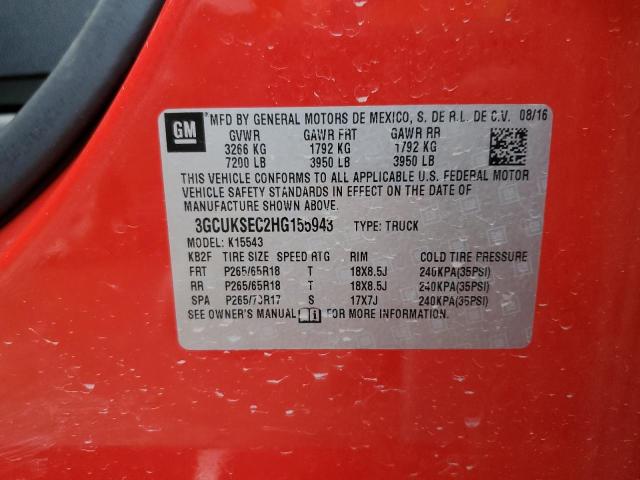 GM
MFD BY GENERAL MOTORS DE MEXICO, S. DE R.L. DE C.V. 08/16
GVWR GAWR FRT GAWR RR
3266 KG 1792 KG 1792 KG
7200 LB 3950 LB 3950 LB
THIS VEHICLE CONFORMS TO ALL APPLICABLE U.S. FEDERAL MOTOR
VEHICLE SAFETY STANDARDS IN EFFECT ON THE DATE OF
MANUFACTURE SHOWN ABOVE.
3GCUKSEC2HG155943 TYPE: TRUCK
MODEL: K15543
KB2F TIRE SIZE SPEED RTG RIM COLD TIRE PRESSURE
FRT P265/65R18 T 18X8.5J 240KPA(35PSI)
RR P265/65R18 T 18X8.5J 240KPA(35PSI)
SPA P265/70R17 S 17X7J 240KPA(35PSI)
SEE OWNER'S MANUAL FOR MORE INFORMATION.